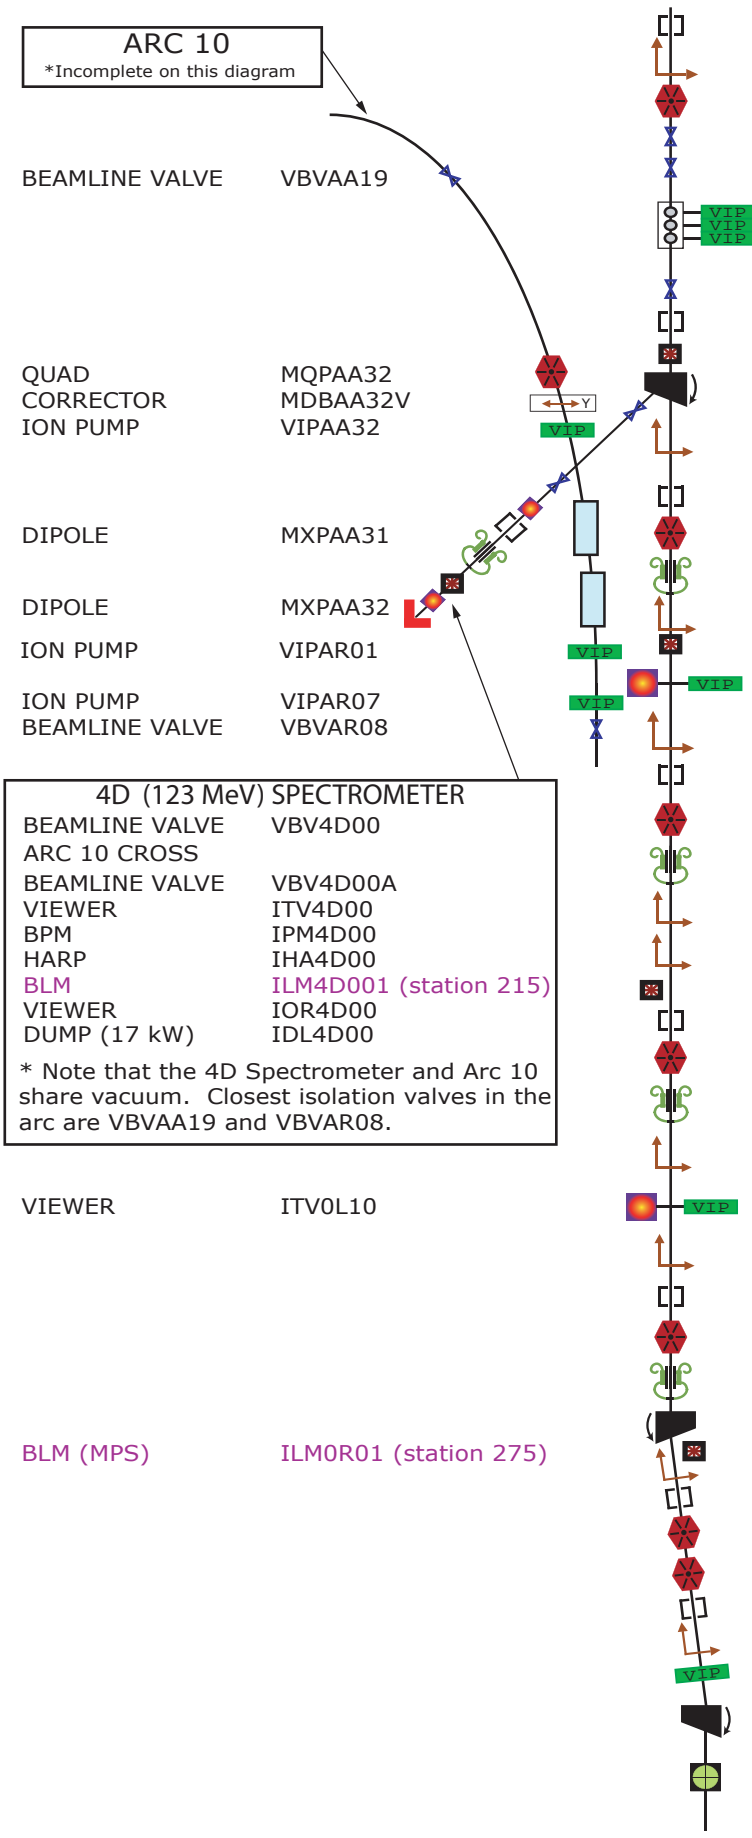 ARC 10
*Incomplete on this diagram
BEAMLINE VALVE VBVAA19
VIP
VIP
VIP
QUAD MQPAA32
CORRECTOR MDBAA32V Y
ION PUMP VIPAA32 VIP
DIPOLE MXPAA31
DIPOLE MXPAA32
ION PUMP VIPAR01 VIP
VIP
ION PUMP VIPAR07 VIP
BEAMLINE VALVE VBVAR08
4D (123 MeV) SPECTROMETER
BEAMLINE VALVE VBV4D00
ARC 10 CROSS
BEAMLINE VALVE VBV4D00A
VIEWER ITV4D00
BPM IPM4D00
HARP IHA4D00
BLM ILM4D001 (station 215)
VIEWER IOR4D00
DUMP (17 kW) IDL4D00
* Note that the 4D Spectrometer and Arc 10
share vacuum. Closest isolation valves in the
arc are VBVAA19 and VBVAR08.
VIEWER ITV0L10 VIP
BLM (MPS) ILM0R01 (station 275)
VIP